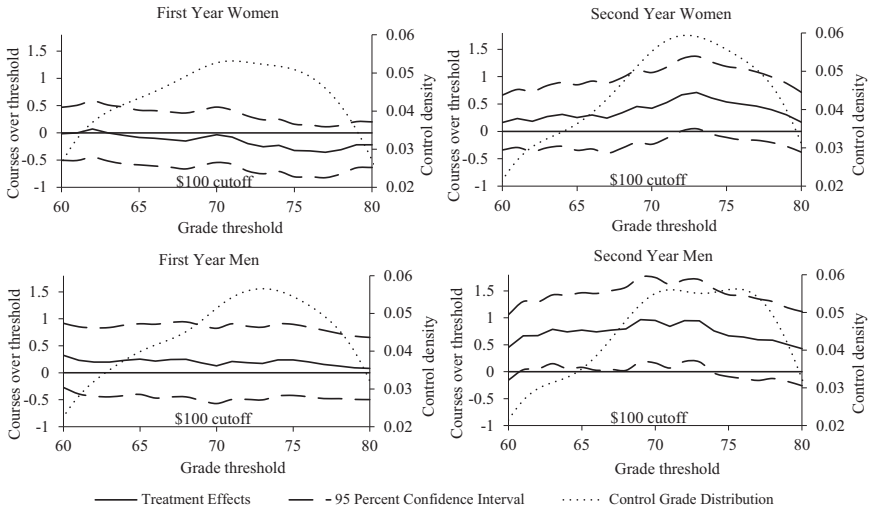 First Year Women
Second Year Women
Courses over threshold
1.5
1
0.5
0
-0.5
-1
0.06
0.05
0.04
0.03
0.02
Control density
$100 cutoff
60 65 70 75 80
Grade threshold
Courses over threshold
1.5
1
0.5
0
-0.5
-1
0.06
0.05
0.04
0.03
0.02
Control density
$100 cutoff
60 65 70 75 80
Grade threshold
First Year Men
Second Year Men
Courses over threshold
1.5
1
0.5
0
-0.5
-1
0.06
0.05
0.04
0.03
0.02
Control density
$100 cutoff
60 65 70 75 80
Grade threshold
Courses over threshold
1.5
1
0.5
0
-0.5
-1
0.06
0.05
0.04
0.03
0.02
Control density
$100 cutoff
60 65 70 75 80
Grade threshold
Treatment Effects 95 Percent Confidence Interval Control Grade Distribution